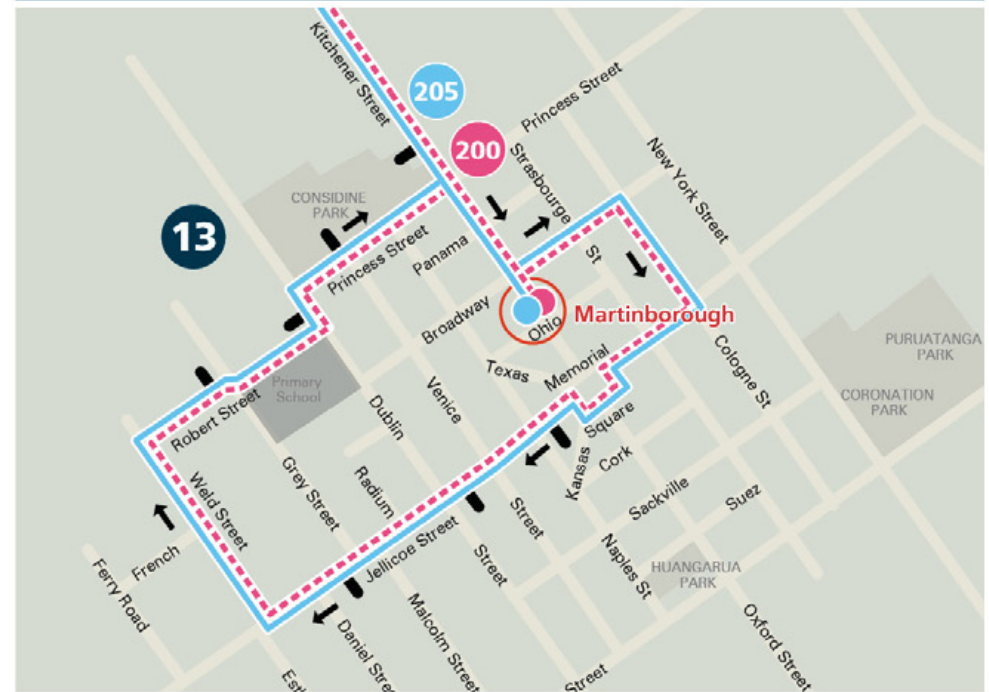 Kitchener Street
205
200
Princess Street
Strasbourge
St
New York Street
CONSIDINE
PARK
13
Princess Street
Panama
Broadway
Martinborough
Ohio
Texas
Memorial
Square
PURUATANGA
PARK
CORONATION
PARK
Cologne St
Primary
School
Robert Street
Venice
Street
Dublin
Street
Kansas
Cork
Sackville
Suez
Grey Street
Radium
Weld Street
Jellicoe Street
French
Ferry Road
Naples St
HUANGARUA
PARK
Malcolm Street
Oxford Street
Daniel Stre
Est
Street